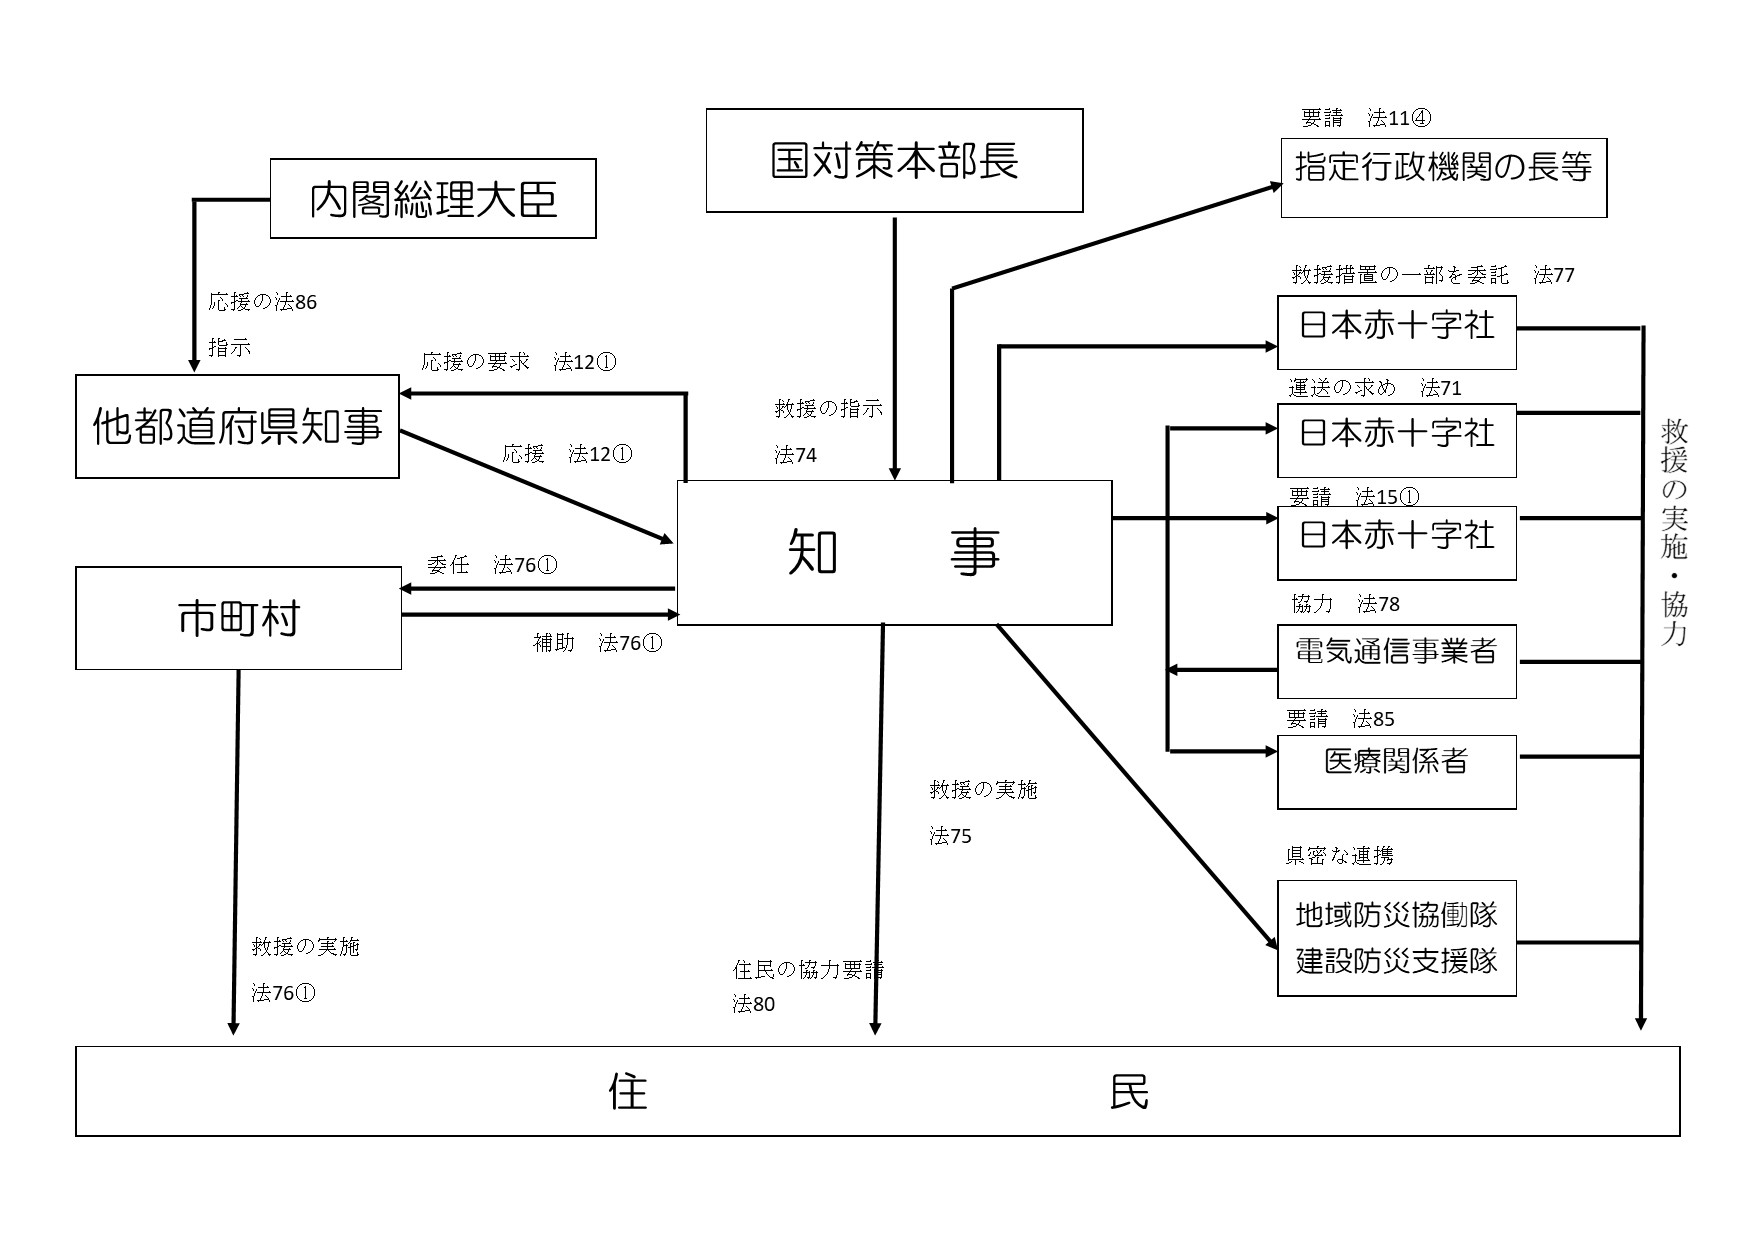 要請　法11④
国対策本部長
指定行政機関の長等
内閣総理大臣
救援措置の一部を委託　法77
日本赤十字社
応援の法86
指示
応援の要求　法12①
運送の求め　法71
他都道府県知事
救援の指示
法74
日本赤十字社
応援　法12①
要請　法15①
日本赤十字社
知　事
委任　法76①
市町村
補助　法76①
協力　法78
電気通信事業者
要請　法85
医療関係者
救援の実施・協力
救援の実施
法75
県密な連携
地域防災協働隊
建設防災支援隊
救援の実施
法76①
住民の協力要請
法80
住　民